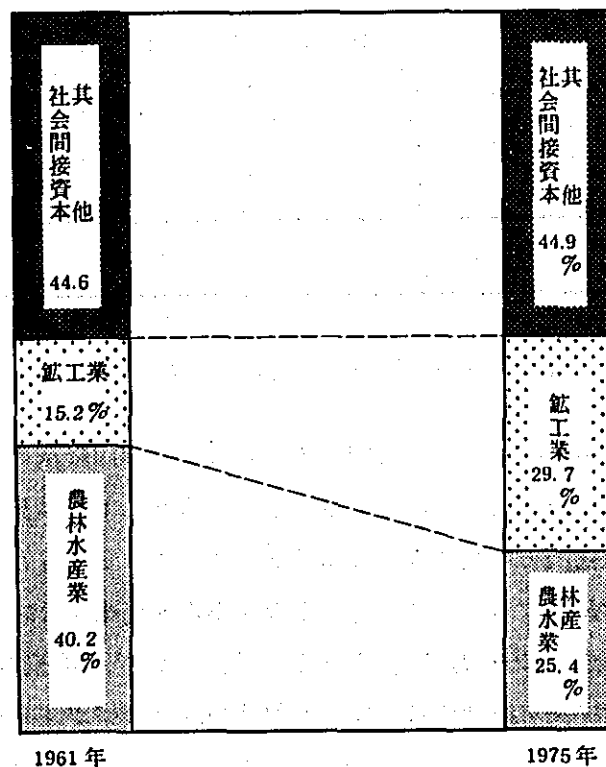 社会間接資本
其他
44.6
鉱工業
15.2%
農林水産業
40.2
%
1961年
社会間接資本
其他
44.9
%
鉱工業
29.7
%
農水業
林産
25.4
%
1975年